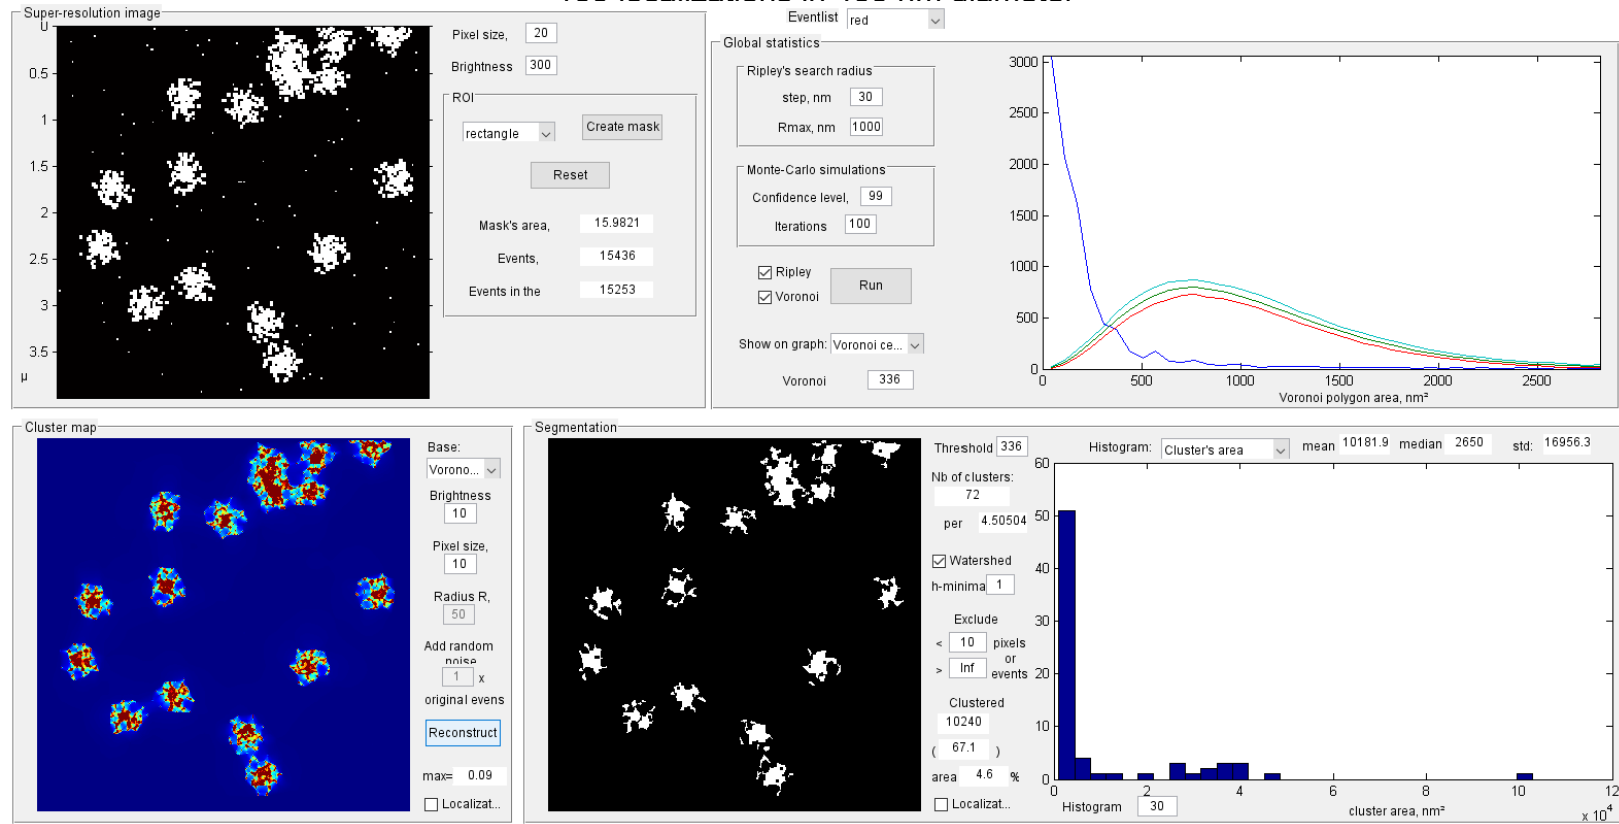 Super-resolution image
0
0.5
1
1.5
2
2.5
3
3.5
μ
Pixel size, 20
Brightness 300
ROI
rectangle
Create mask
Reset
Mask's area, 15.9821
Events, 15436
Events in the 15253
Eventlist red
Global statistics
Ripley's search radius
step, nm 30
Rmax, nm 1000
Monte-Carlo simulations
Confidence level, 99
Iterations 100
Ripley
Voronoi
Run
Show on graph: Voronoi ce...
Voronoi 336
3000
2500
2000
1500
1000
500
0
0 500 1000 1500 2000 2500
Voronoi polygon area, nm²
Cluster map
Base:
Vorono...
Brightness
10
Pixel size,
10
Radius R,
50
Add random
noise
1 x
original evens
Reconstruct
max= 0.09
Localizat...
Segmentation
Threshold 336
Nb of clusters:
72
per 4.50504
Watershed
h-minima 1
Exclude
< 10 pixels
or
> Inf events
Clustered
10240
( 67.1 )
area 4.6 %
Localizat...
Histogram: Cluster's area
mean 10181.9 median 2650 std: 16956.3
60
50
40
30
20
10
0
0 2 4 6 8 10 12
x 10⁴
cluster area, nm²
Histogram 30